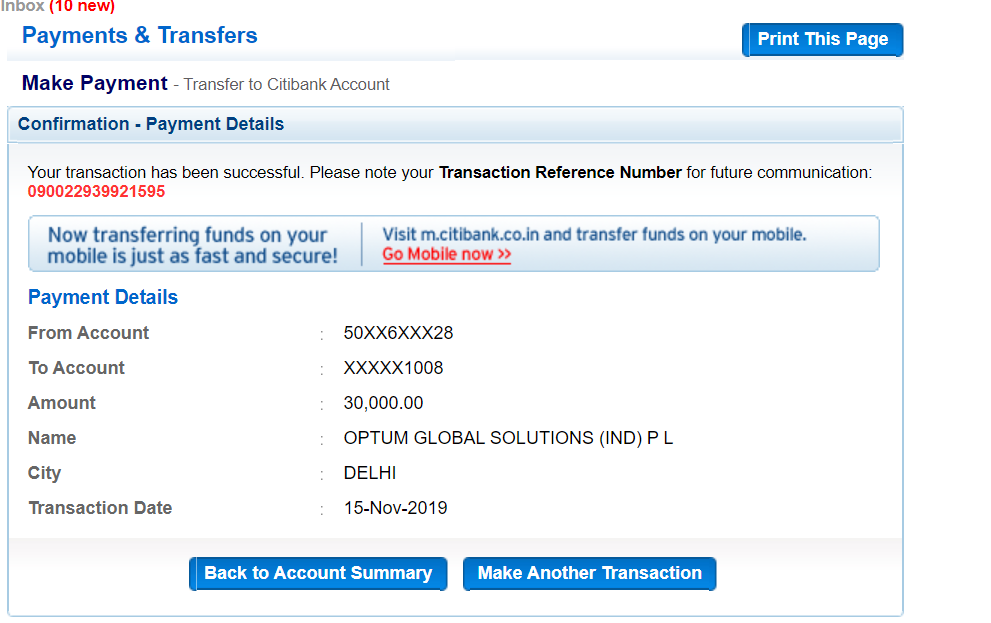 Inbox (10 new)
Payments & Transfers
Print This Page
Make Payment - Transfer to Citibank Account
Confirmation - Payment Details
Your transaction has been successful. Please note your Transaction Reference Number for future communication:
090022939921595
Now transferring funds on your
mobile is just as fast and secure!
Visit m.citibank.co.in and transfer funds on your mobile.
Go Mobile now >>
Payment Details
From Account : 50XX6XXX28
To Account : XXXXX1008
Amount : 30,000.00
Name : OPTUM GLOBAL SOLUTIONS (IND) P L
City : DELHI
Transaction Date : 15-Nov-2019
Back to Account Summary
Make Another Transaction